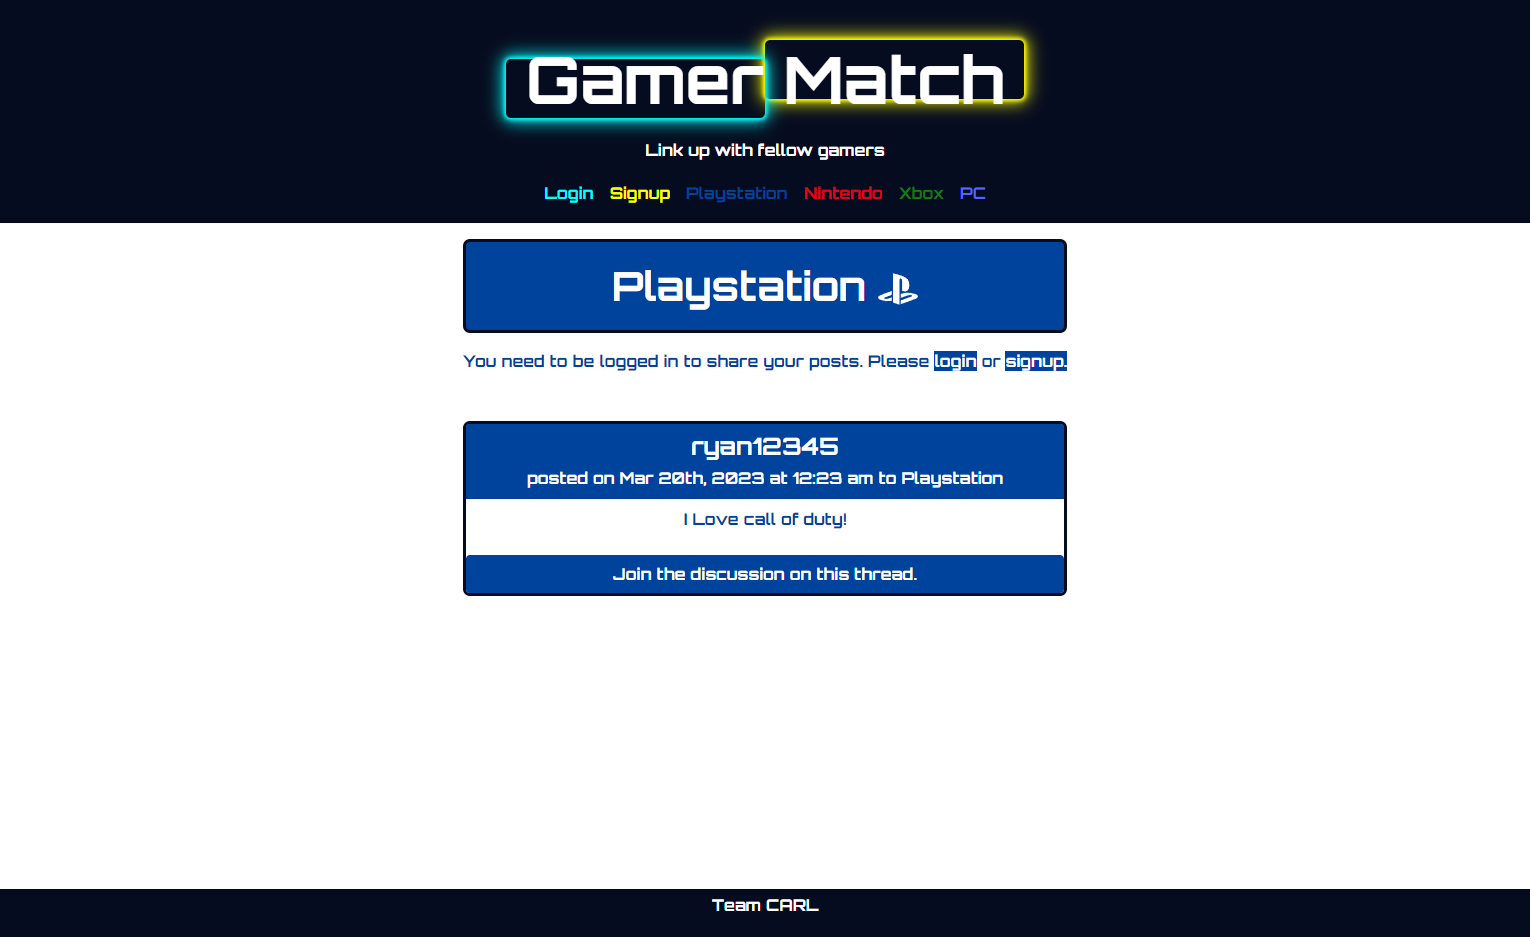 Gamer Match
Link up with fellow gamers
Login Signup Playstation Nintendo Xbox PC
Playstation
You need to be logged in to share your posts. Please login or signup.
ryan12345
posted on Mar 20th, 2023 at 12:23 am to Playstation
I Love call of duty!
Join the discussion on this thread.
Team CARL